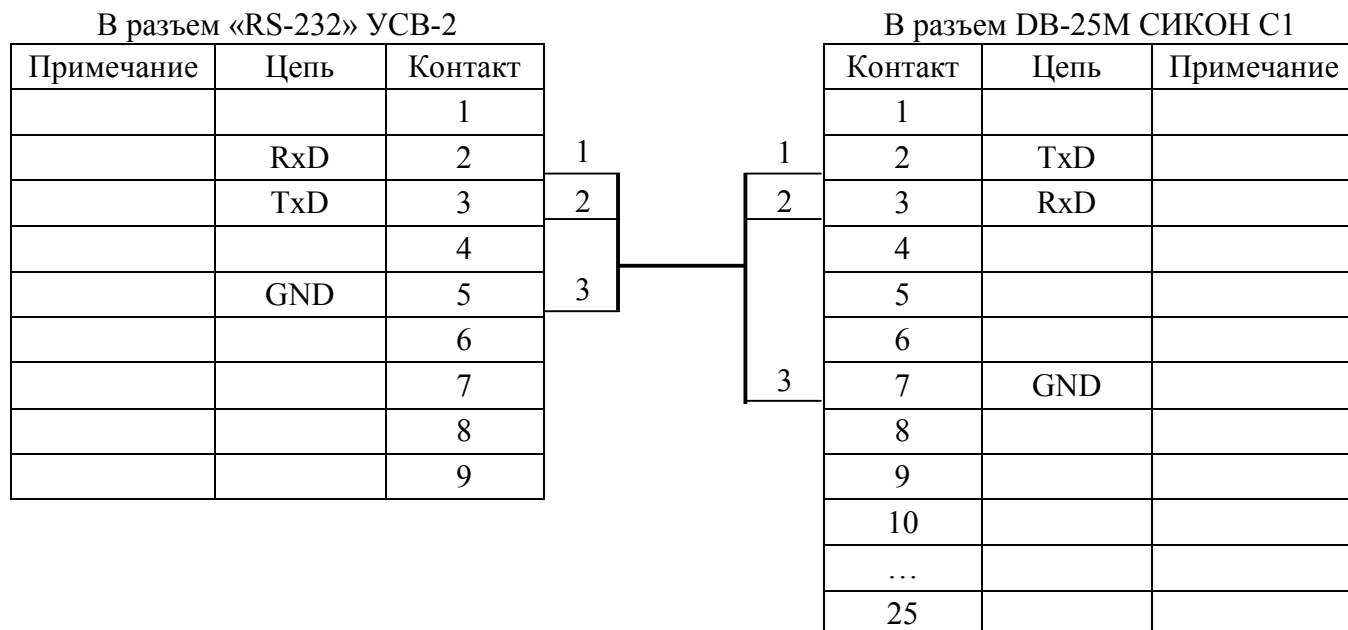 В разъем «RS-232» УСВ-2
Примечание Цепь Контакт
1
RxD 2
TxD 3
4
GND 5
6
7
8
9
1
2
3
В разъем DB-25М СИКОН С1
Контакт Цепь Примечание
1
2 TxD
3 RxD
4
5
6
7 GND
8
9
10
…
25
1
2
3